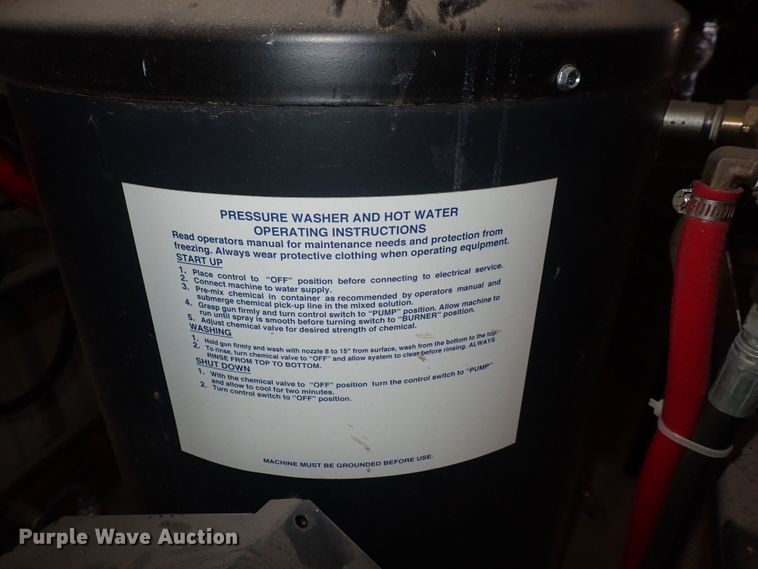 PRESSURE WASHER AND HOT WATER
OPERATING INSTRUCTIONS
Read operators manual for maintenance needs and protection from
freezing. Always wear protective clothing when operating equipment.
START UP
1. Place control to "OFF" position before connecting to electrical service.
2. Connect machine to water supply.
3. Pre-mix chemical in container as recommended by operators manual and
submerge chemical pick-up line in the mixed solution.
4. Grasp gun firmly and turn control switch to "PUMP" position. Allow machine to
run until spray is smooth before turning switch to "BURNER" position.
5. Adjust chemical valve for desired strength of chemical.
WASHING
1. Hold gun firmly and wash with nozzle 8 to 15" from surface, wash from the bottom to the top.
2. To rinse, turn chemical valve to "OFF" and allow system to clear before rinsing. ALWAYS
RINSE FROM TOP TO BOTTOM.
SHUT DOWN
1. With the chemical valve to "OFF" position turn the control switch to "PUMP"
and allow to cool for two minutes.
2. Turn control switch to "OFF" position.
MACHINE MUST BE GROUNDED BEFORE USE.
Purple Wave Auction